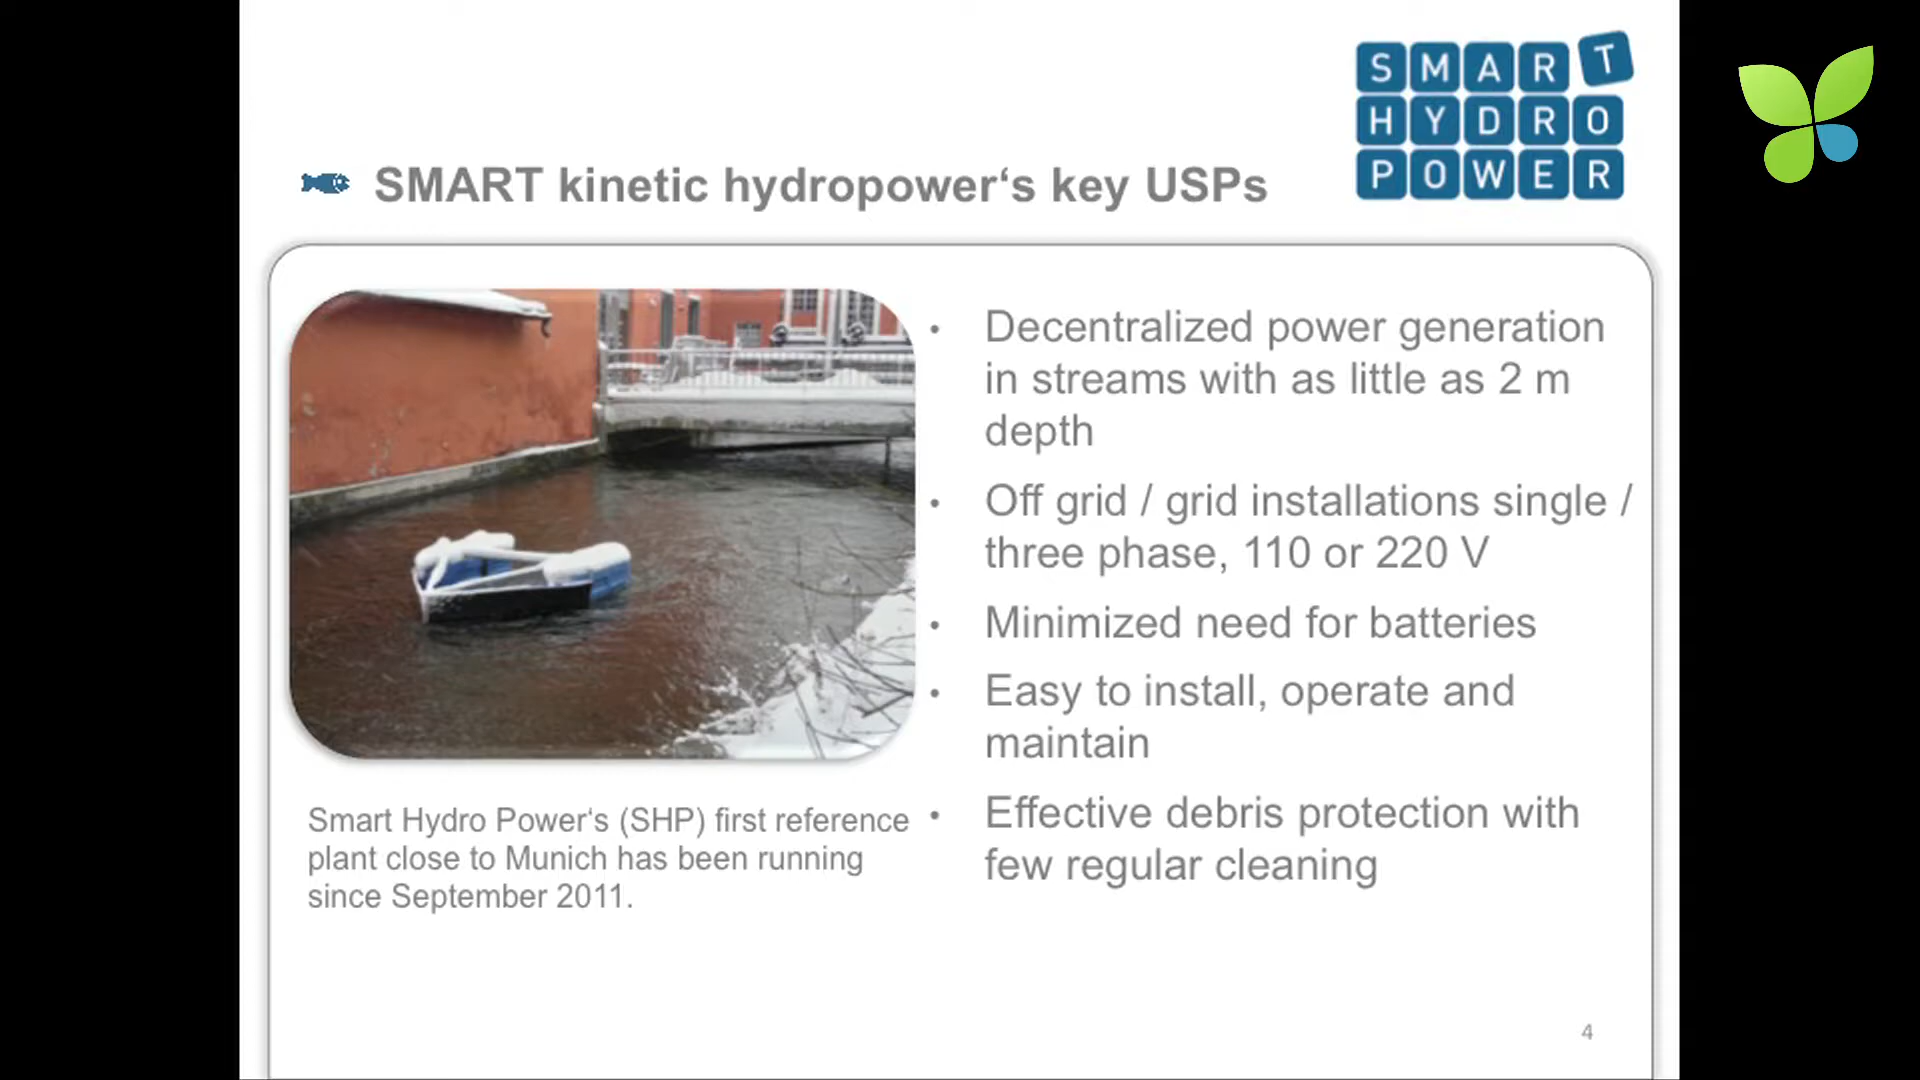 SMART
HYDRO
POWER
SMART kinetic hydropower‘s key USPs
Decentralized power generation
in streams with as little as 2 m
depth
Off grid / grid installations single /
three phase, 110 or 220 V
Minimized need for batteries
Easy to install, operate and
maintain
Effective debris protection with
few regular cleaning
Smart Hydro Power‘s (SHP) first reference
plant close to Munich has been running
since September 2011.
4